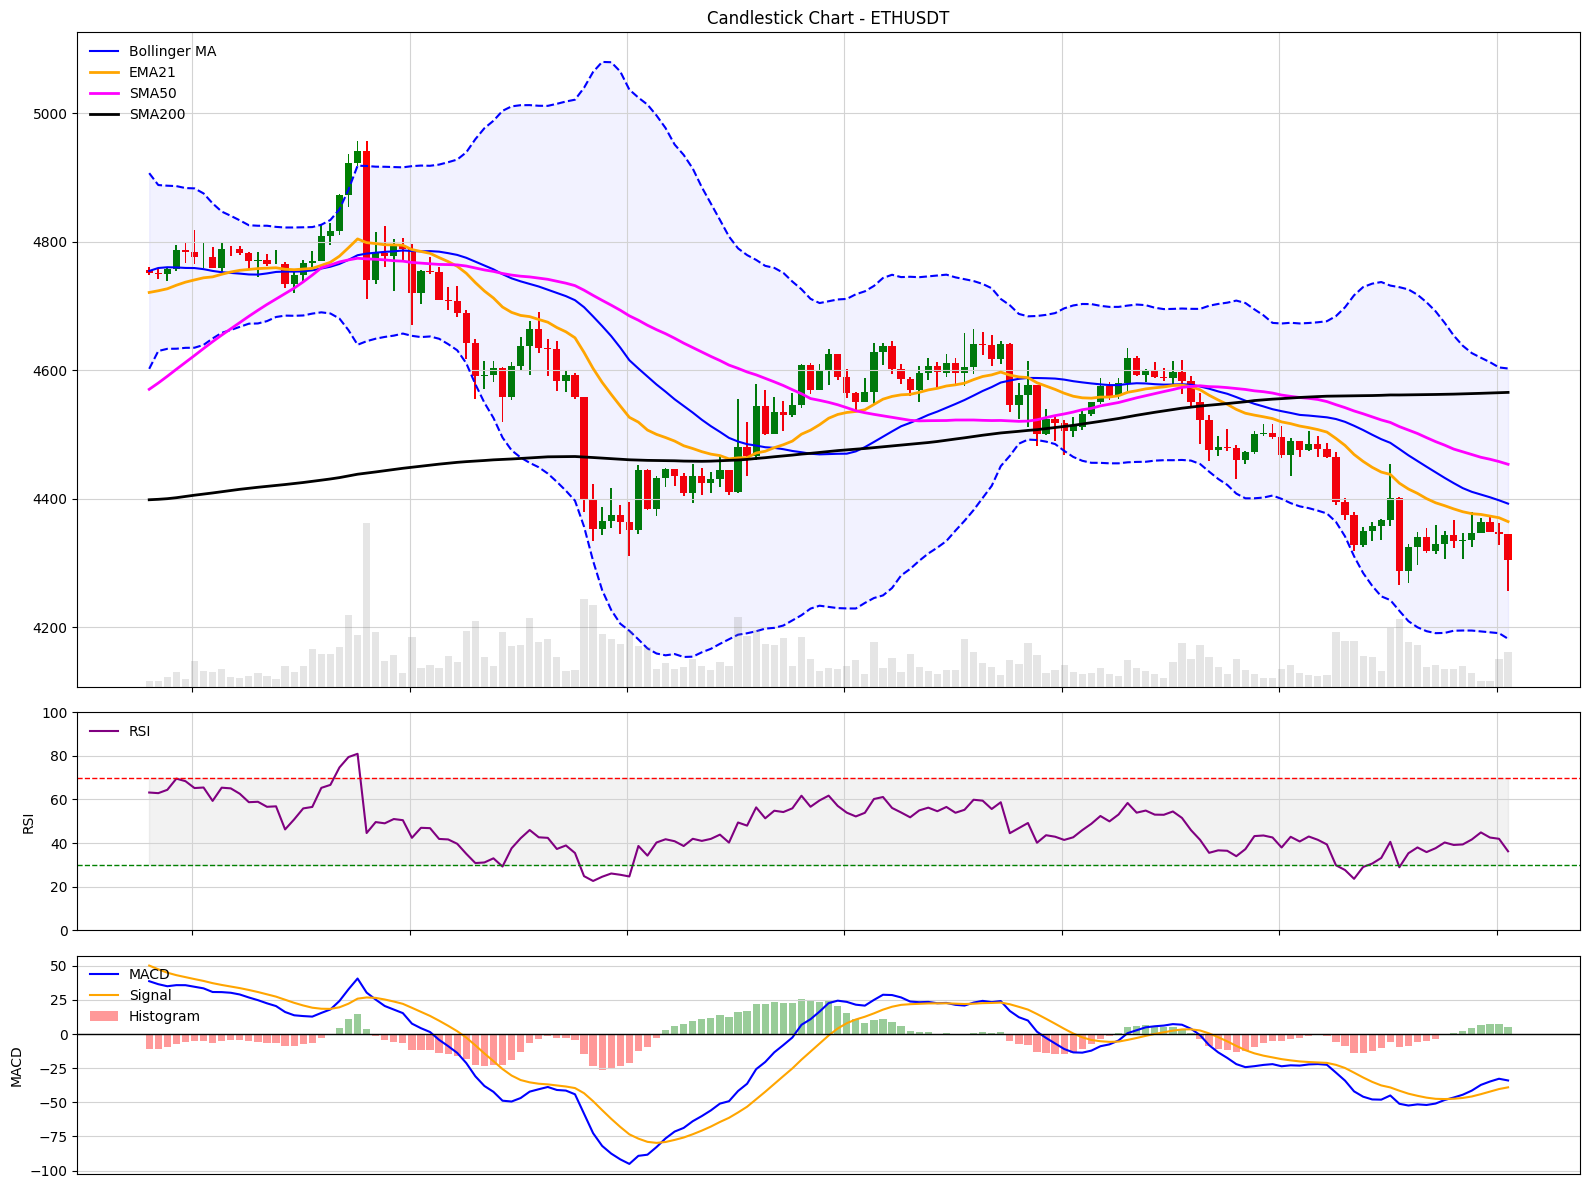 Candlestick Chart - ETHUSDT
Bollinger MA
EMA21
SMA50
SMA200
5000
4800
4600
4400
4200
100
80
60
40
20
0
RSI
RSI
50
25
0
−25
−50
−75
−100
MACD
MACD
Signal
Histogram